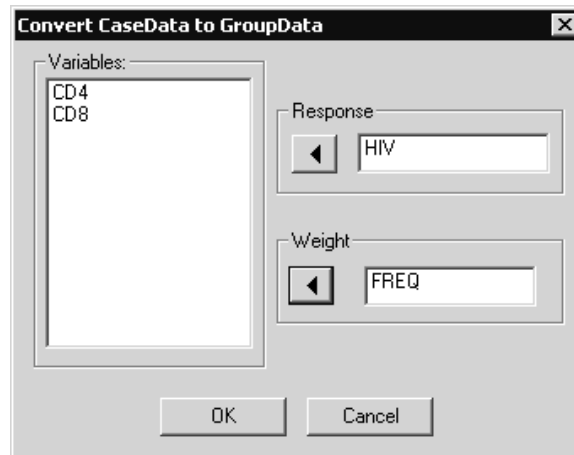 Convert CaseData to GroupData
Variables:
CD4
CD8
Response
HIV
Weight
FREQ
OK
Cancel